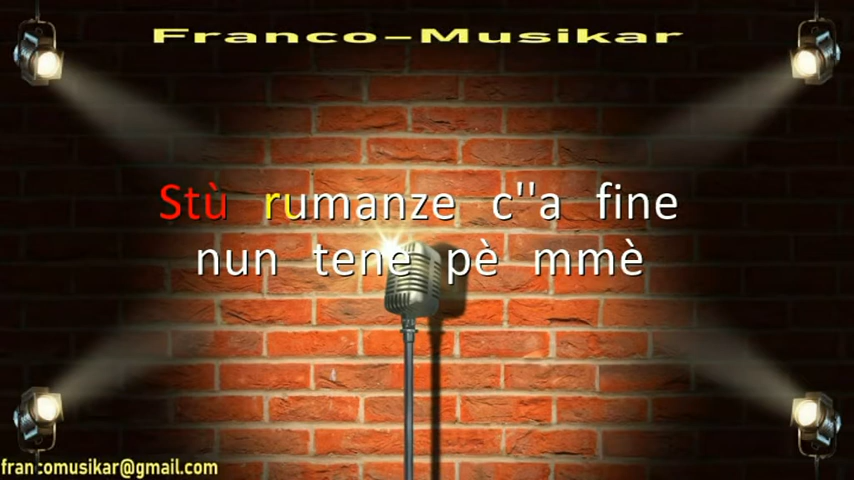 Franco-Musikar
Stù rumanze c''a fine
nun tene pè mmè
fran:omusikar@gmail.com